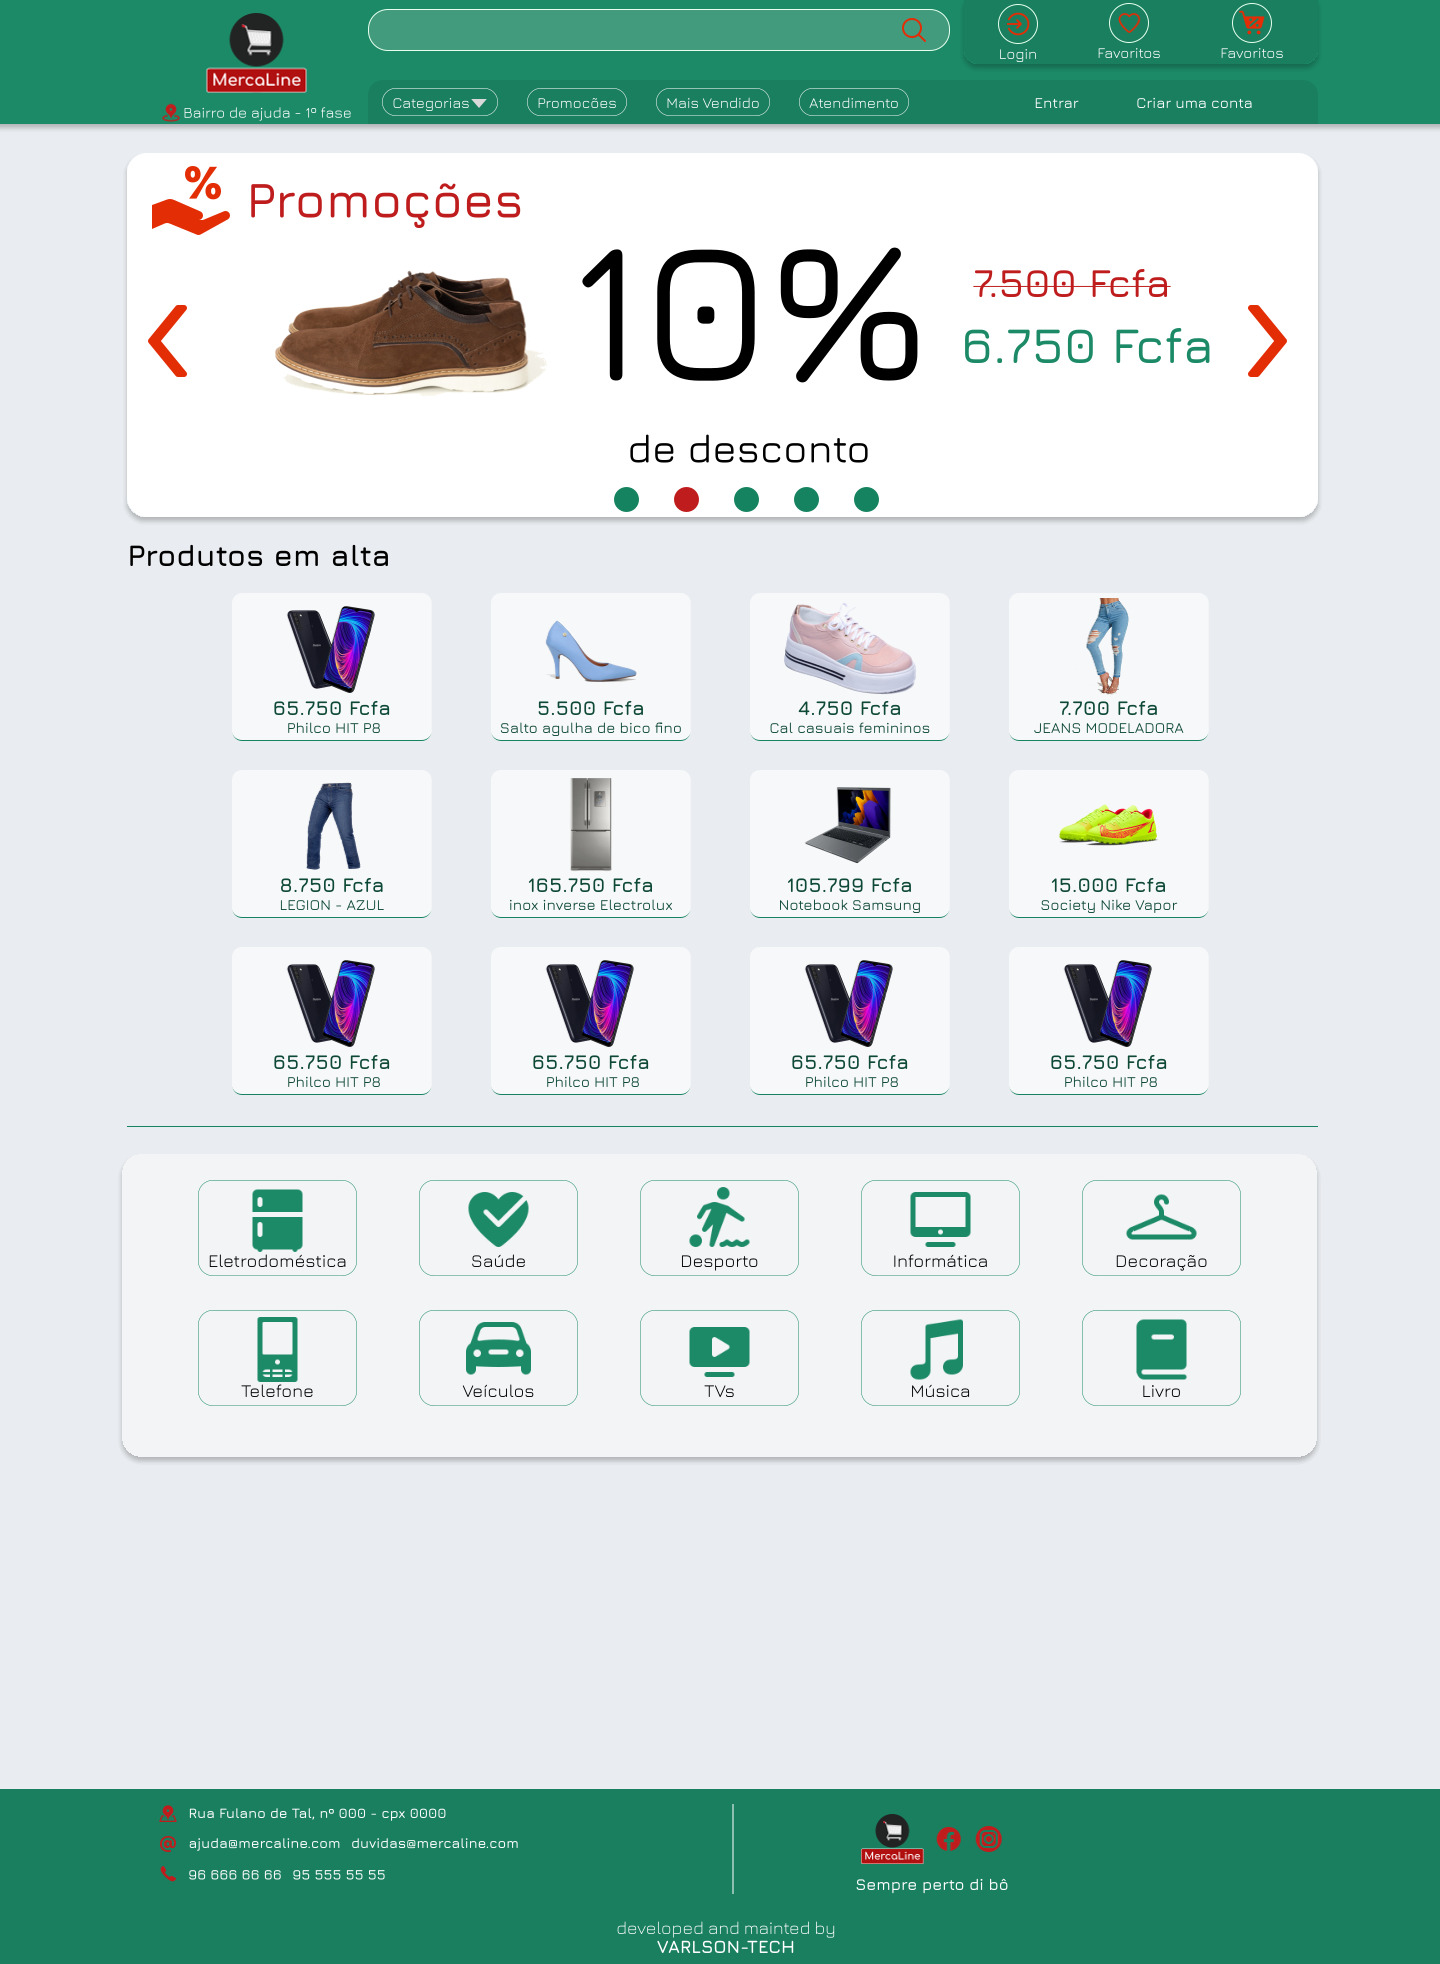 MercaLine
Bairro de ajuda - 1º fase
Login
Favoritos
Favoritos
Categorias
Promocões
Mais Vendido
Atendimento
Entrar
Criar uma conta
%
Promoções
10%
de desconto
7.500 Fcfa
6.750 Fcfa
Produtos em alta
65.750 Fcfa
Philco HIT P8
5.500 Fcfa
Salto agulha de bico fino
4.750 Fcfa
Cal casuais femininos
7.700 Fcfa
JEANS MODELADORA
8.750 Fcfa
LEGION - AZUL
165.750 Fcfa
inox inverse Electrolux
105.799 Fcfa
Notebook Samsung
15.000 Fcfa
Society Nike Vapor
65.750 Fcfa
Philco HIT P8
65.750 Fcfa
Philco HIT P8
65.750 Fcfa
Philco HIT P8
65.750 Fcfa
Philco HIT P8
Eletrodoméstica
Saúde
Desporto
Informática
Decoração
Telefone
Veículos
TVs
Música
Livro
Rua Fulano de Tal, nº 000 - cpx 0000
@ ajuda@mercaline.com duvidas@mercaline.com
96 666 66 66 95 555 55 55
MercaLine
Sempre perto di bô
developed and mainted by
VARLSON-TECH